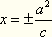 x = ± a²/c